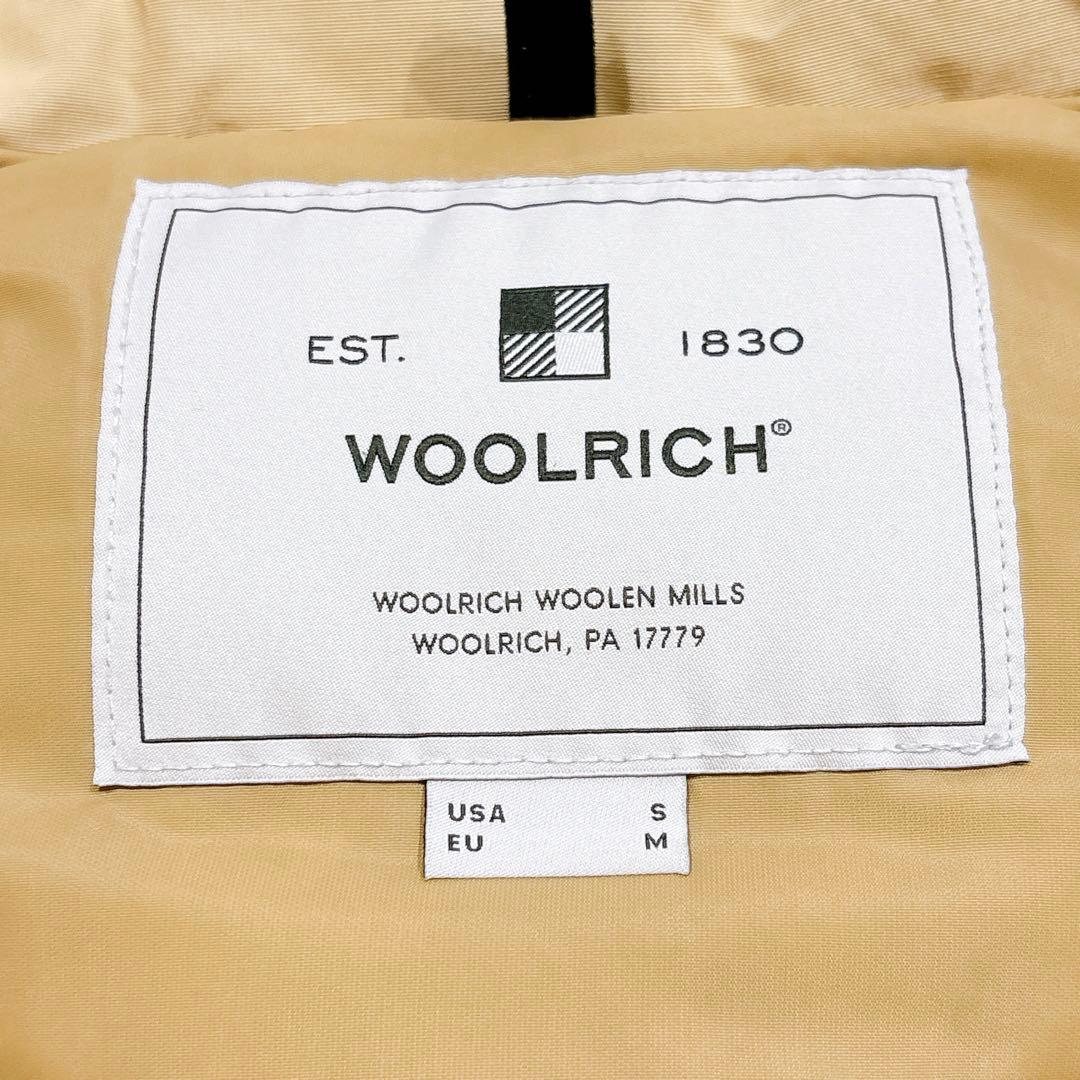 EST. 1830
WOOLRICH®
WOOLRICH WOOLEN MILLS
WOOLRICH, PA 17779
USA S
EU M